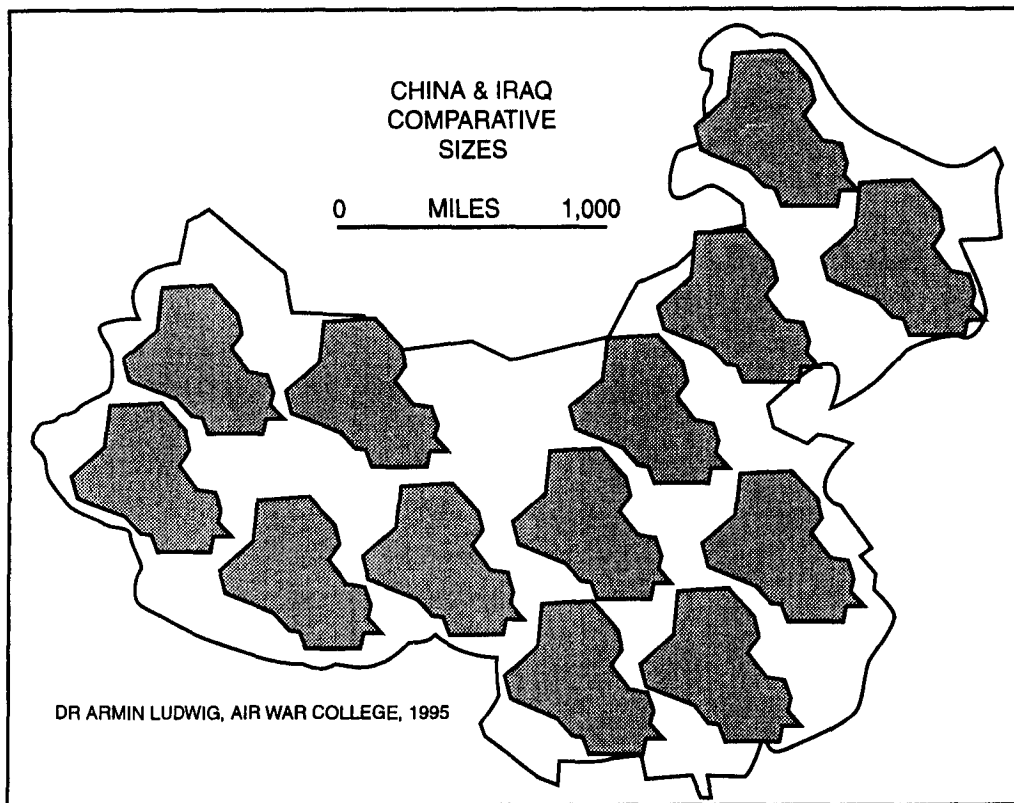 CHINA & IRAQ
COMPARATIVE
SIZES
0 MILES 1,000
DR ARMIN LUDWIG, AIR WAR COLLEGE, 1995